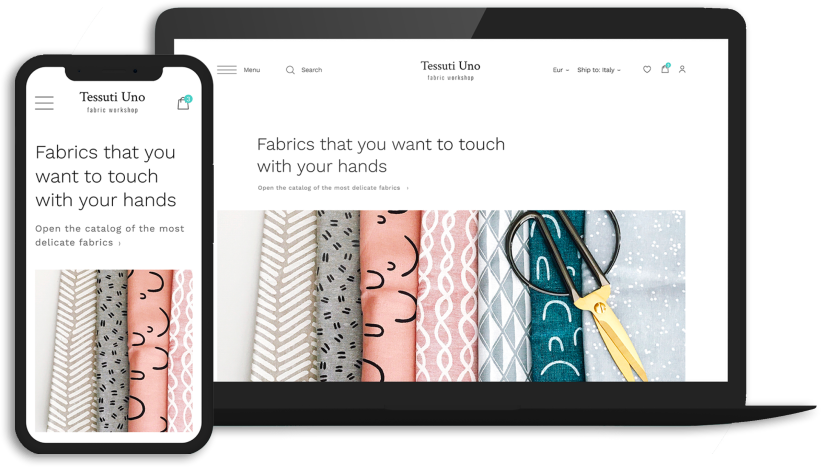 Tessuti Uno
fabric workshop
Fabrics that you
want to touch
with your hands
Open the catalog of the most
delicate fabrics ›
Menu
Search
Tessuti Uno
fabric workshop
Eur
Ship to: Italy
Fabrics that you want to touch
with your hands
Open the catalog of the most delicate fabrics ›